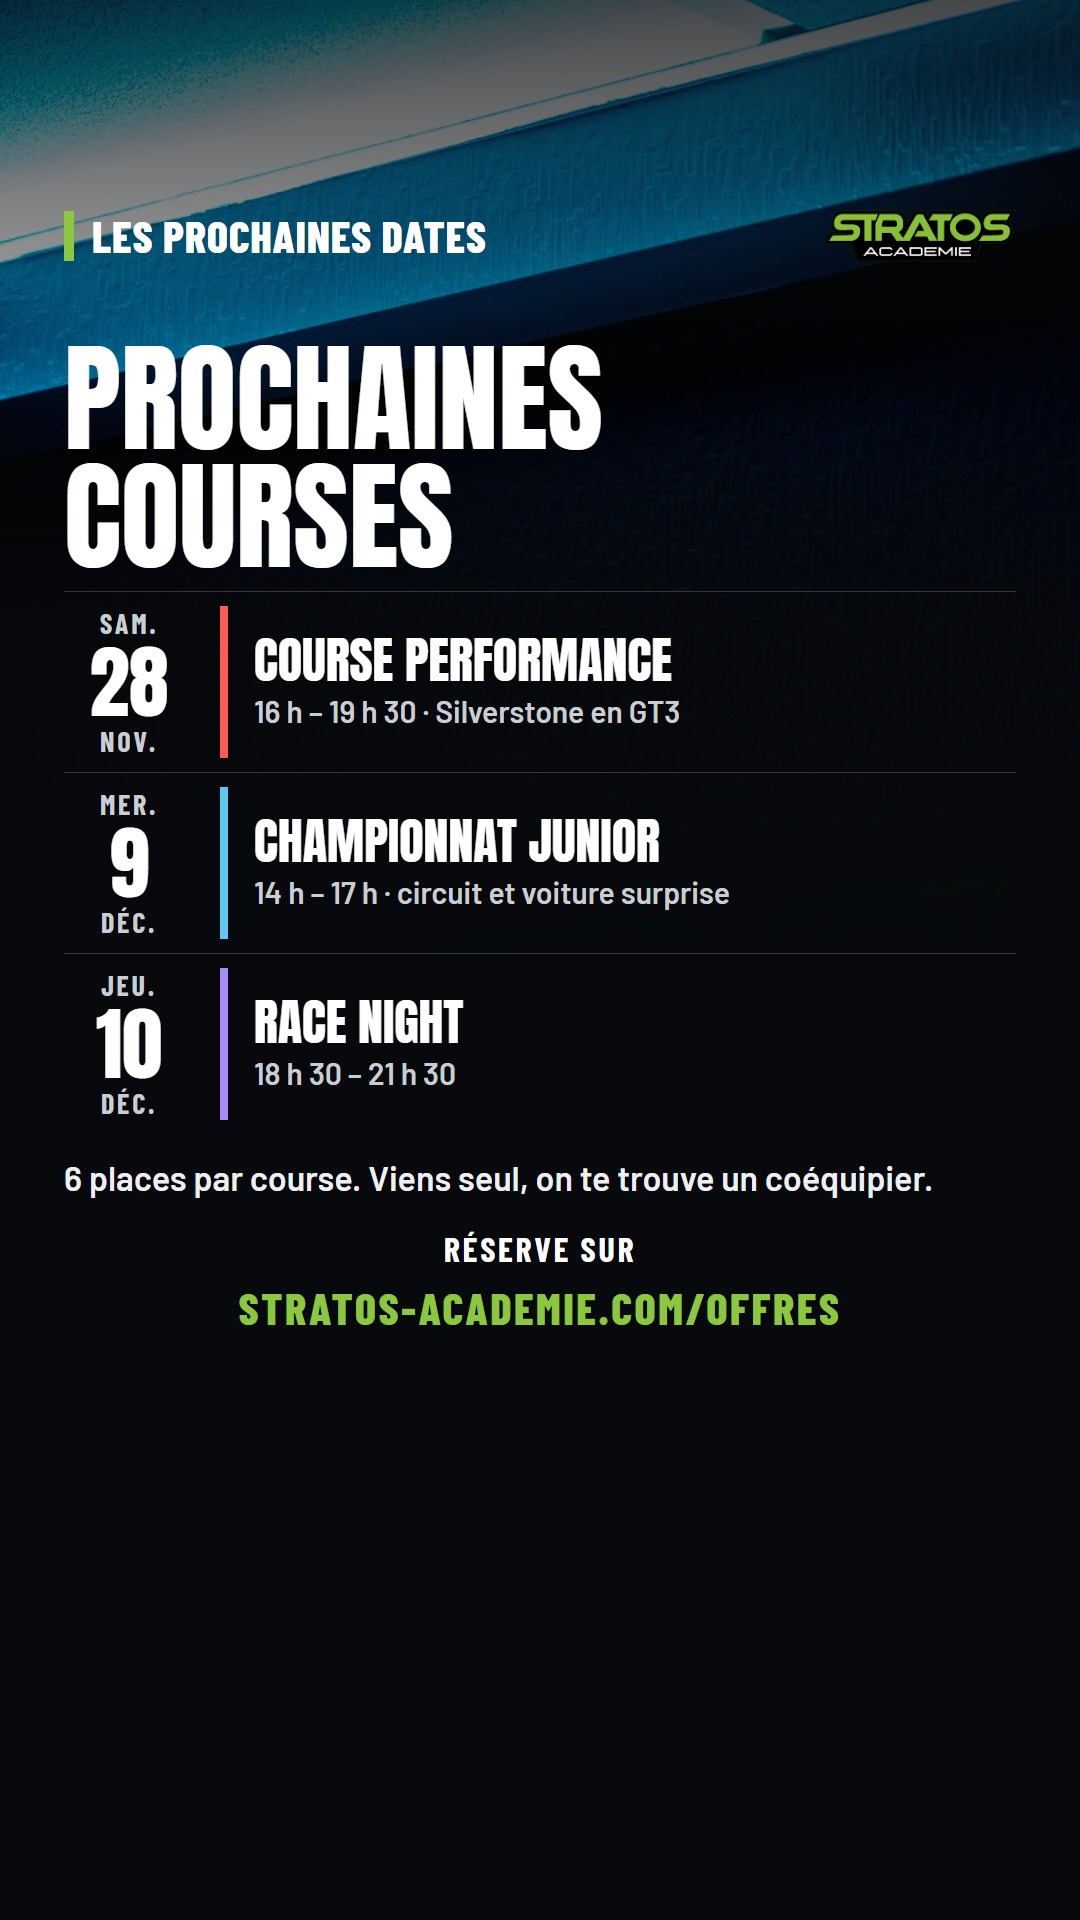 LES PROCHAINES DATES
STRATOS
ACADEMIE
PROCHAINES
COURSES
SAM.
28
NOV.
COURSE PERFORMANCE
16 h – 19 h 30 · Silverstone en GT3
MER.
9
DÉC.
CHAMPIONNAT JUNIOR
14 h – 17 h · circuit et voiture surprise
JEU.
10
DÉC.
RACE NIGHT
18 h 30 – 21 h 30
6 places par course. Viens seul, on te trouve un coéquipier.
RÉSERVE SUR
STRATOS-ACADEMIE.COM/OFFRES